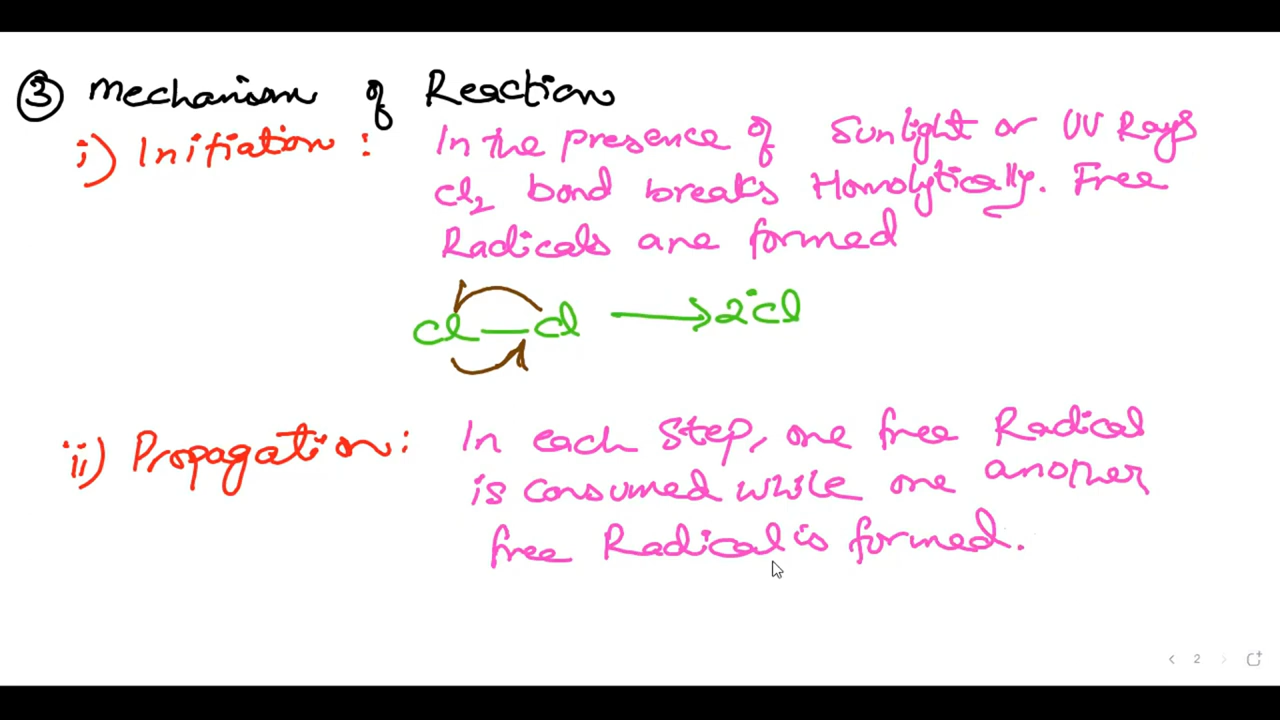 ③ Mechanism of Reaction
i) Initiation : In the presence of Sunlight or UV Rays
Cl₂ bond breaks Homolytically. Free
Radicals are formed
Cl — Cl ⟶ 2 •Cl
ii) Propagation : In each Step, one free Radical
is consumed while one another
free Radical is formed.
2